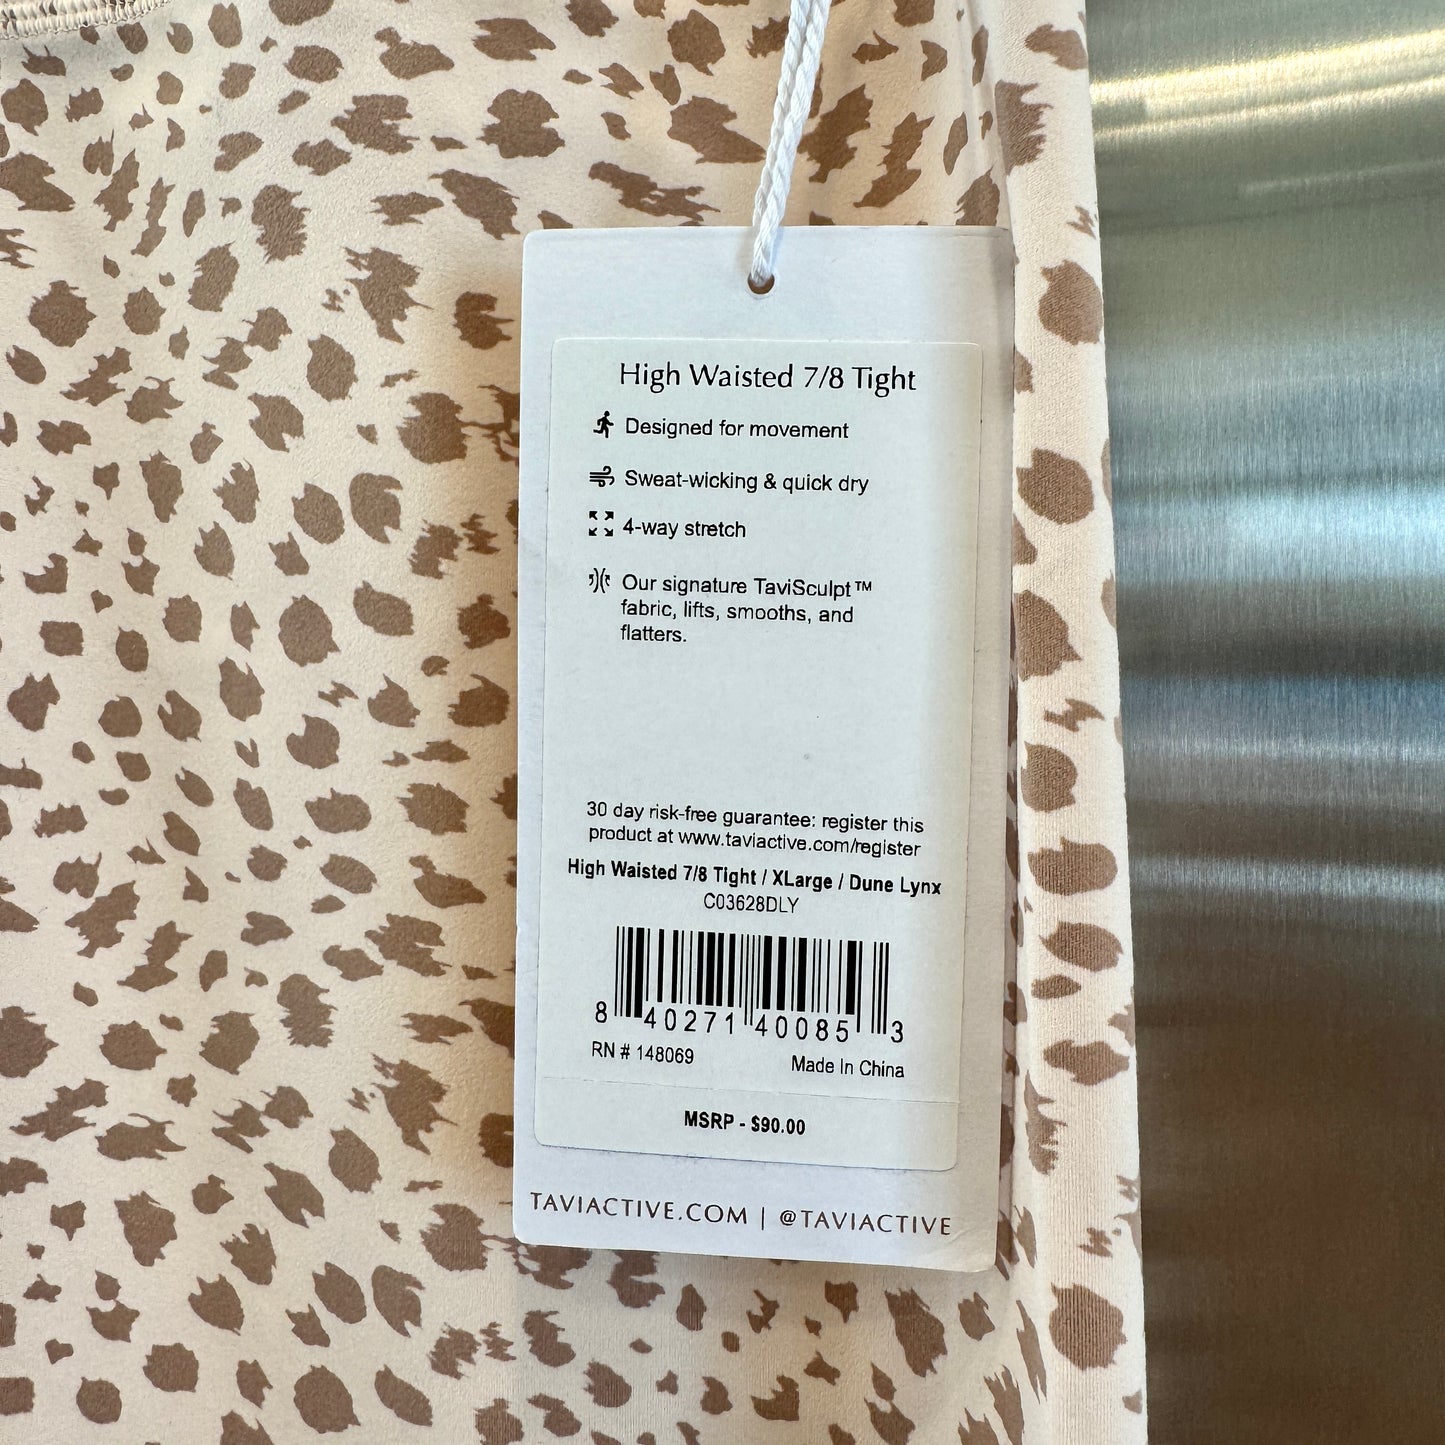 High Waisted 7/8 Tight
Designed for movement
Sweat-wicking & quick dry
4-way stretch
Our signature TaviSculpt™
fabric, lifts, smooths, and
flatters.
30 day risk-free guarantee: register this
product at www.taviactive.com/register
High Waisted 7/8 Tight / XLarge / Dune Lynx
C03628DLY
8 40271 40085 3
RN # 148069 Made In China
MSRP - $90.00
TAVIACTIVE.COM | @TAVIACTIVE